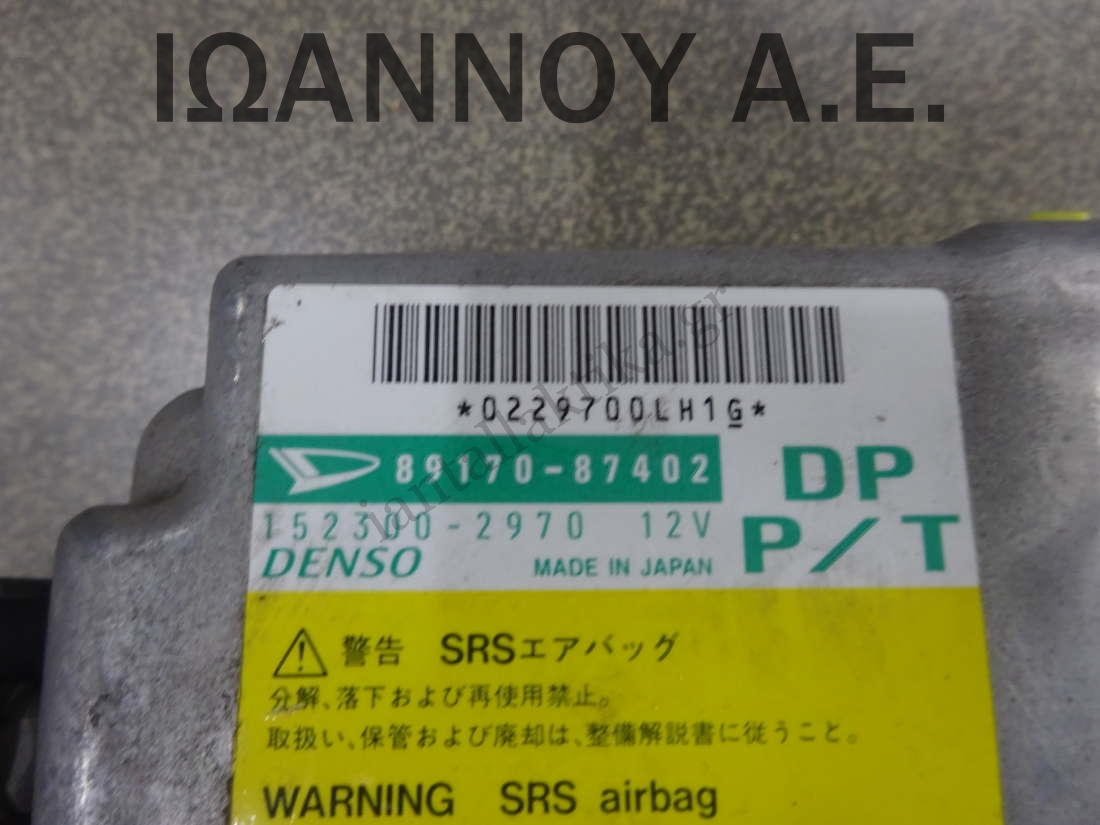 ΙΩΑΝΝΟΥ Α.Ε.
*0229700LH1G*
89170-87402
DP
152300-2970 12V
P/T
DENSO MADE IN JAPAN
iantallaktika.gr
警告 SRSエアバッグ
分解、落下および再使用禁止。
取扱い、保管および廃却は、整備解説書に従うこと。
WARNING SRS airbag